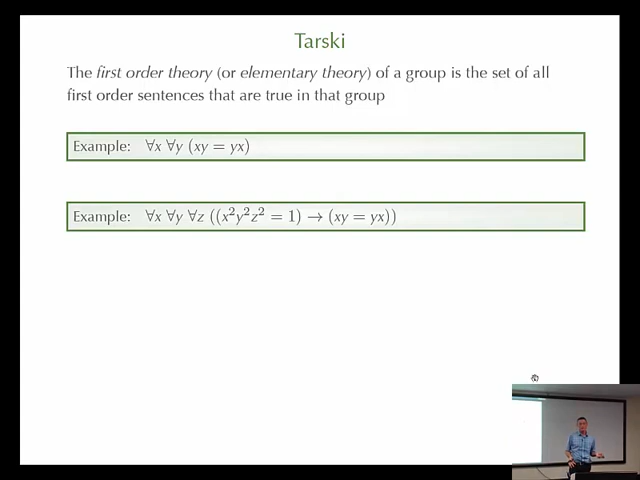 Tarski
The first order theory (or elementary theory) of a group is the set of all
first order sentences that are true in that group
Example: ∀x ∀y (xy = yx)
Example: ∀x ∀y ∀z ((x²y²z² = 1) → (xy = yx))